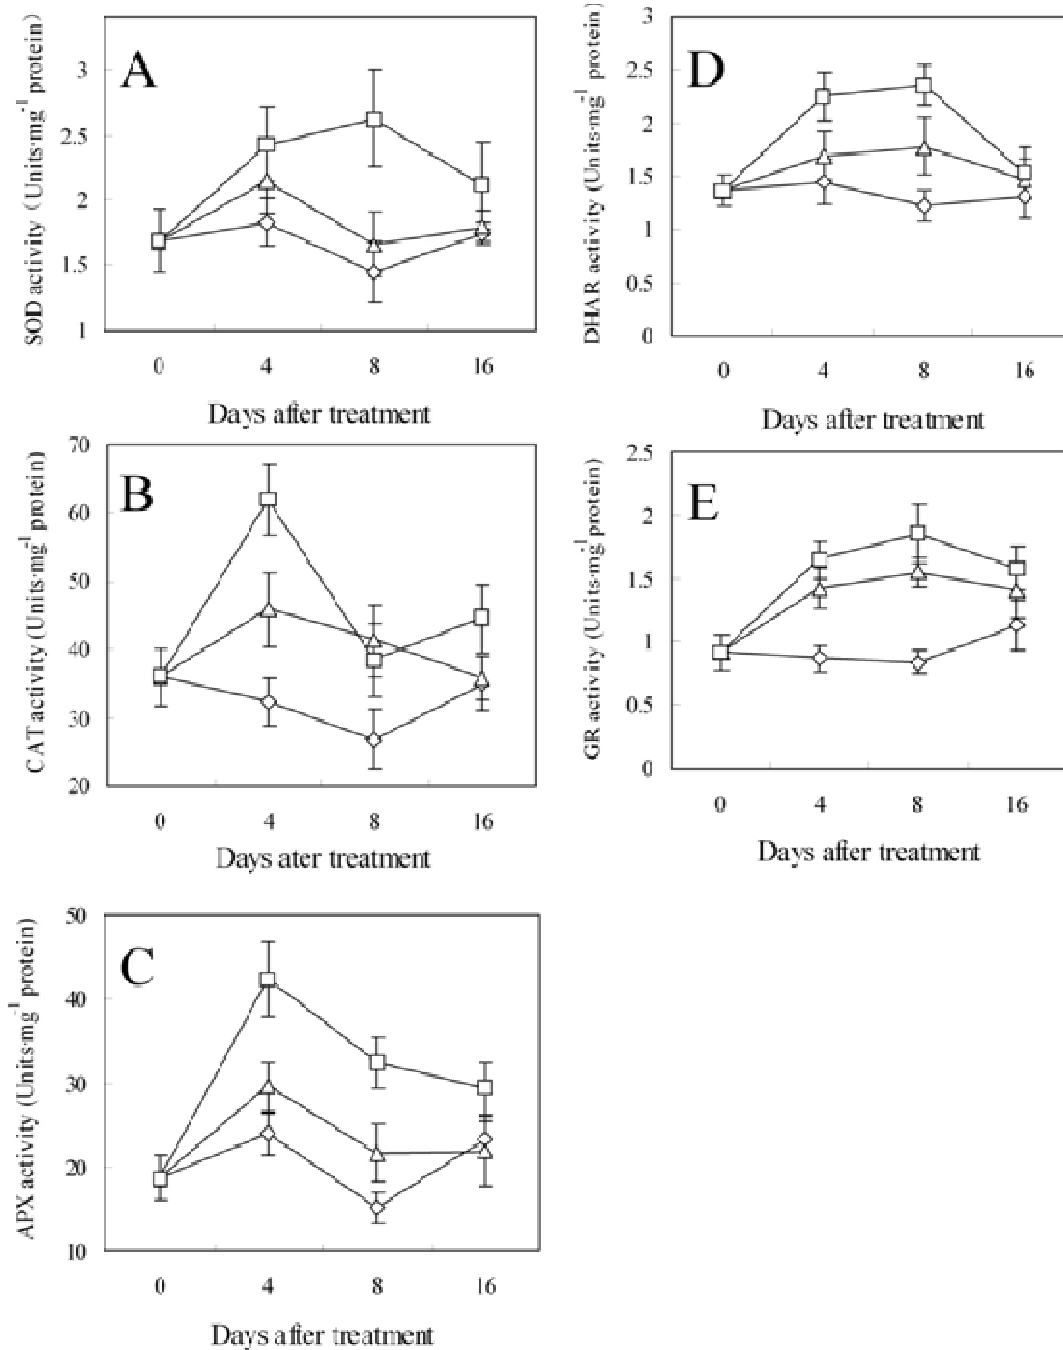 A
SOD activity (Units·mg-1 protein)
3
2.5
2
1.5
1
0 4 8 16
Days after treatment
D
DHAR activity (Units·mg-1 protein)
3
2.5
2
1.5
1
0.5
0
0 4 8 16
Days after treatment
B
CAT activity (Units·mg-1 protein)
70
60
50
40
30
20
0 4 8 16
Days ater treatment
E
GR activity (Units·mg-1 protein)
2.5
2
1.5
1
0.5
0
0 4 8 16
Days after treatment
C
APX activity (Units·mg-1 protein)
50
40
30
20
10
0 4 8 16
Days after treatment